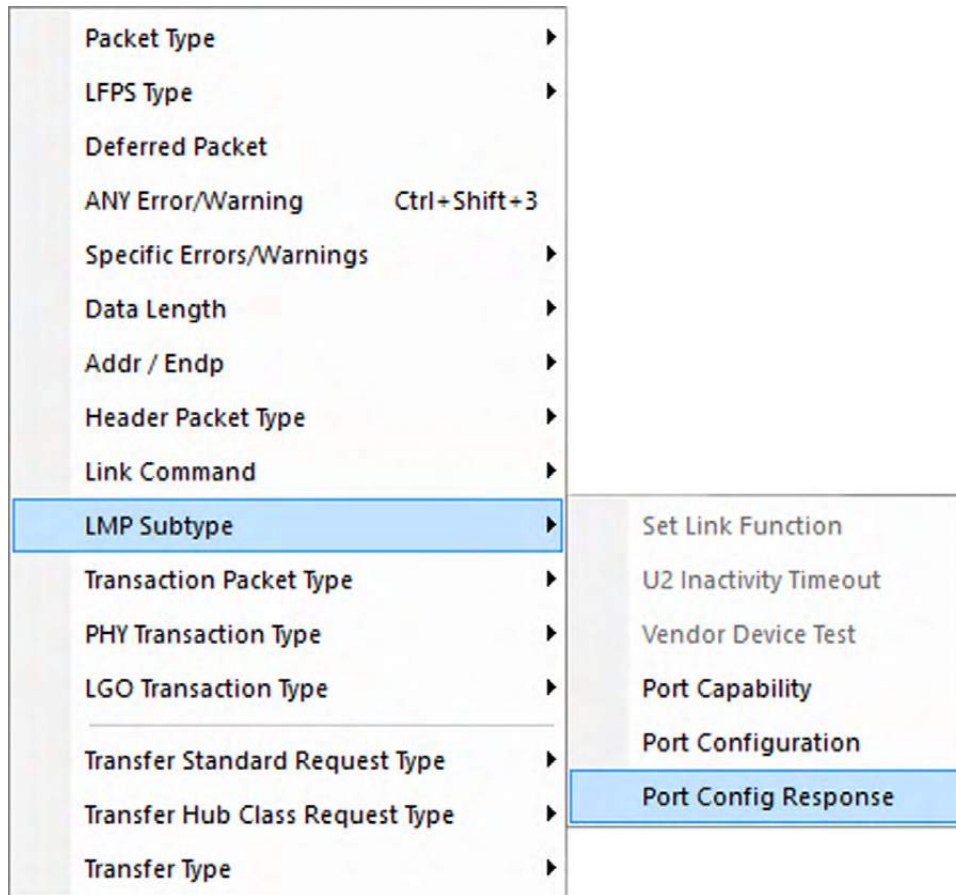 Packet Type
LFPS Type
Deferred Packet
ANY Error/Warning Ctrl+Shift+3
Specific Errors/Warnings
Data Length
Addr / Endp
Header Packet Type
Link Command
LMP Subtype
Transaction Packet Type
PHY Transaction Type
LGO Transaction Type
Transfer Standard Request Type
Transfer Hub Class Request Type
Transfer Type
Set Link Function
U2 Inactivity Timeout
Vendor Device Test
Port Capability
Port Configuration
Port Config Response